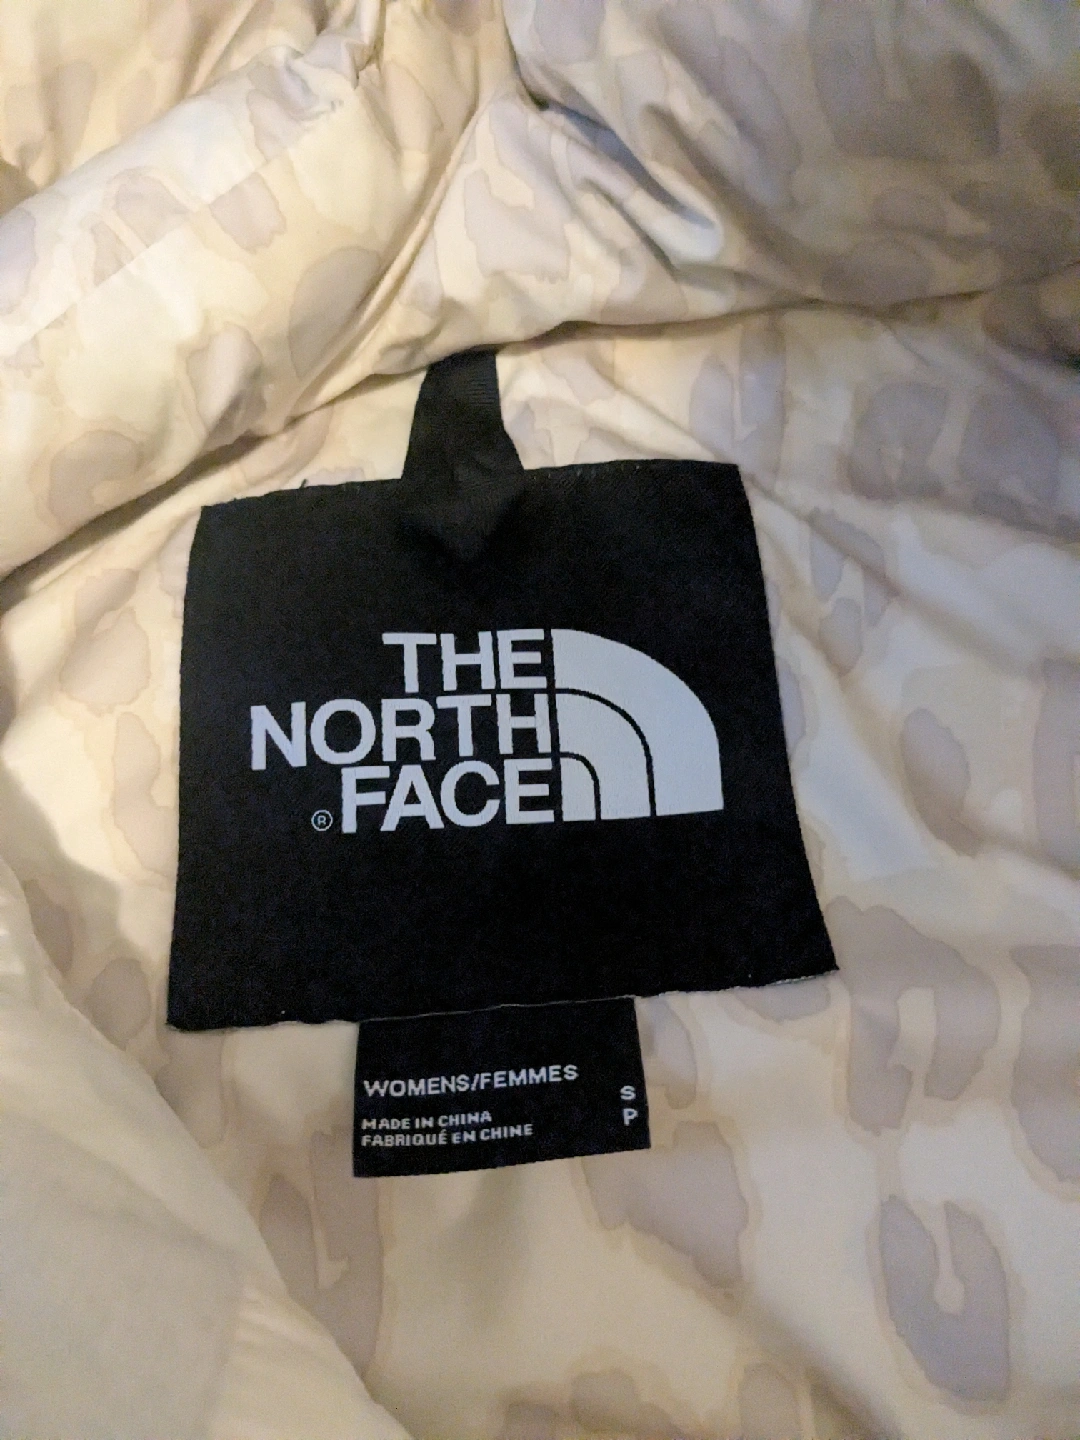 THE
NORTH
® FACE
WOMENS/FEMMES
S
P
MADE IN CHINA
FABRIQUÉ EN CHINE